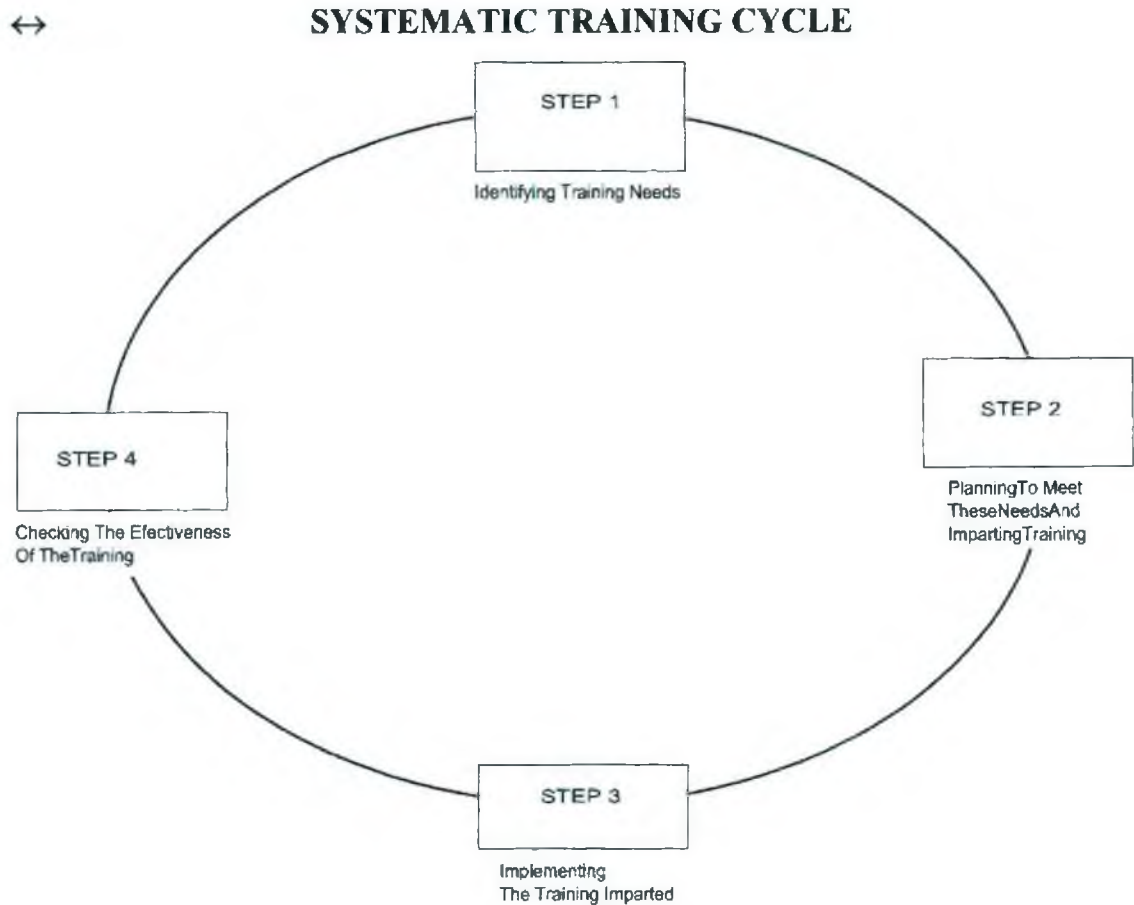 ↔ SYSTEMATIC TRAINING CYCLE
STEP 1
Identifying Training Needs
STEP 2
PlanningTo Meet
TheseNeedsAnd
ImpartingTraining
STEP 3
Implementing
The Training Imparted
STEP 4
Checking The Efectiveness
Of TheTraining